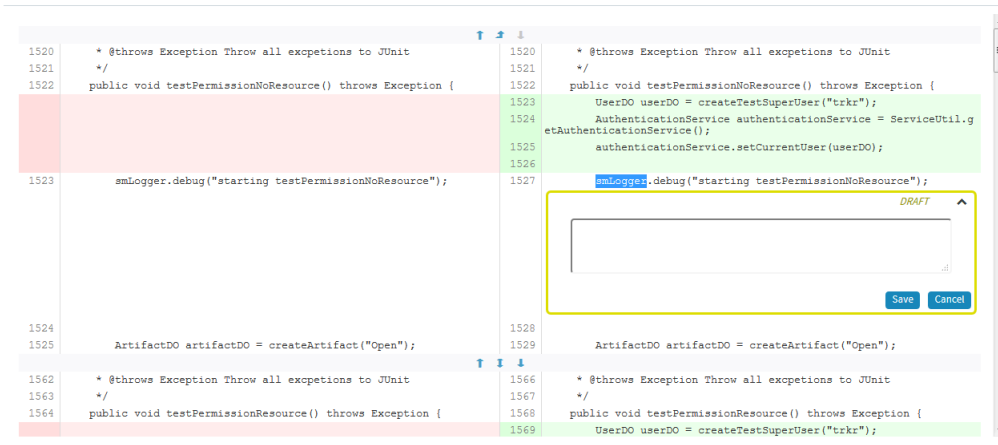 1520 * @throws Exception Throw all excpetions to JUnit 1520 * @throws Exception Throw all excpetions to JUnit
1521 */ 1521 */
1522 public void testPermissionNoResource() throws Exception { 1522 public void testPermissionNoResource() throws Exception {
1523 UserDO userDO = createTestSuperUser("trkr");
1524 AuthenticationService authenticationService = ServiceUtil.g
etAuthenticationService();
1525 authenticationService.setCurrentUser(userDO);
1526
1523 smLogger.debug("starting testPermissionNoResource"); 1527 smLogger.debug("starting testPermissionNoResource");
DRAFT
Save Cancel
1524 1528
1525 ArtifactDO artifactDO = createArtifact("Open"); 1529 ArtifactDO artifactDO = createArtifact("Open");
1562 * @throws Exception Throw all excpetions to JUnit 1566 * @throws Exception Throw all excpetions to JUnit
1563 */ 1567 */
1564 public void testPermissionResource() throws Exception { 1568 public void testPermissionResource() throws Exception {
1569 UserDO userDO = createTestSuperUser("trkr");